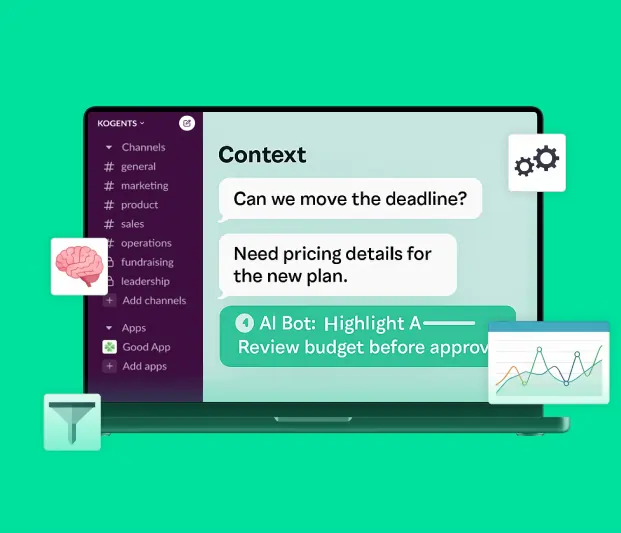 KOGENTS
Channels
# general
# marketing
# product
# sales
# operations
fundraising
leadership
+ Add channels
Apps
Good App
+ Add apps
Context
Can we move the deadline?
Need pricing details for
the new plan.
AI Bot: Highlight A
Review budget before approv